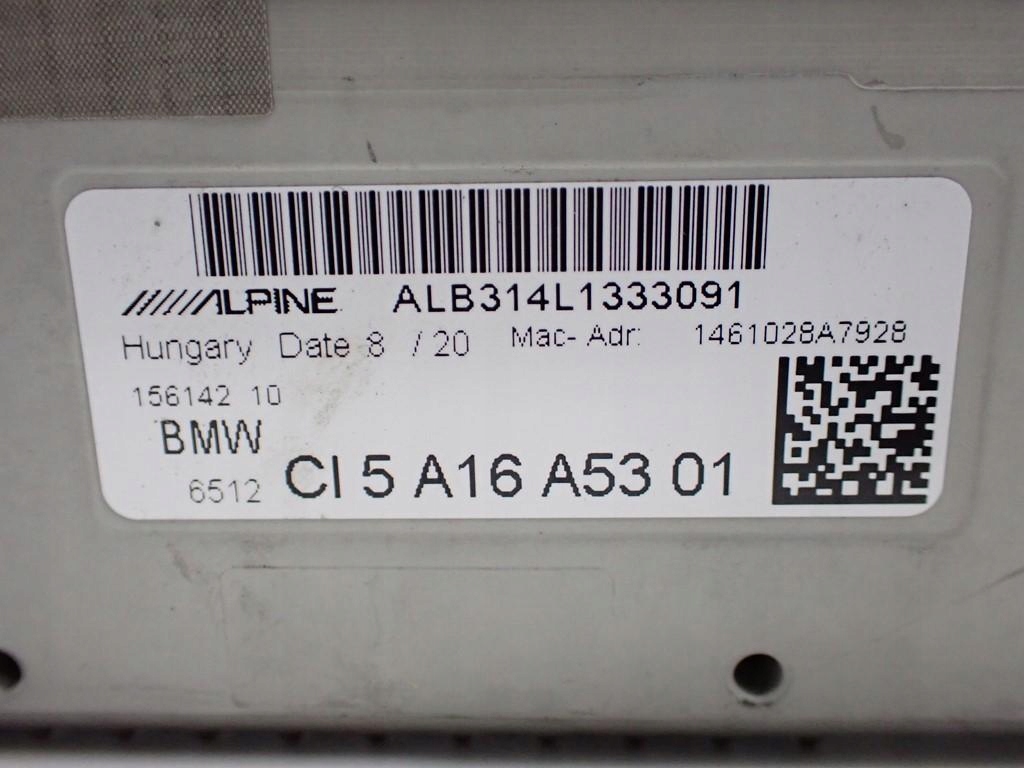 ALPINE ALB314L1333091
Hungary Date 8 / 20 Mac- Adr: 1461028A7928
156142 10
BMW
6512 CI 5 A16 A53 01